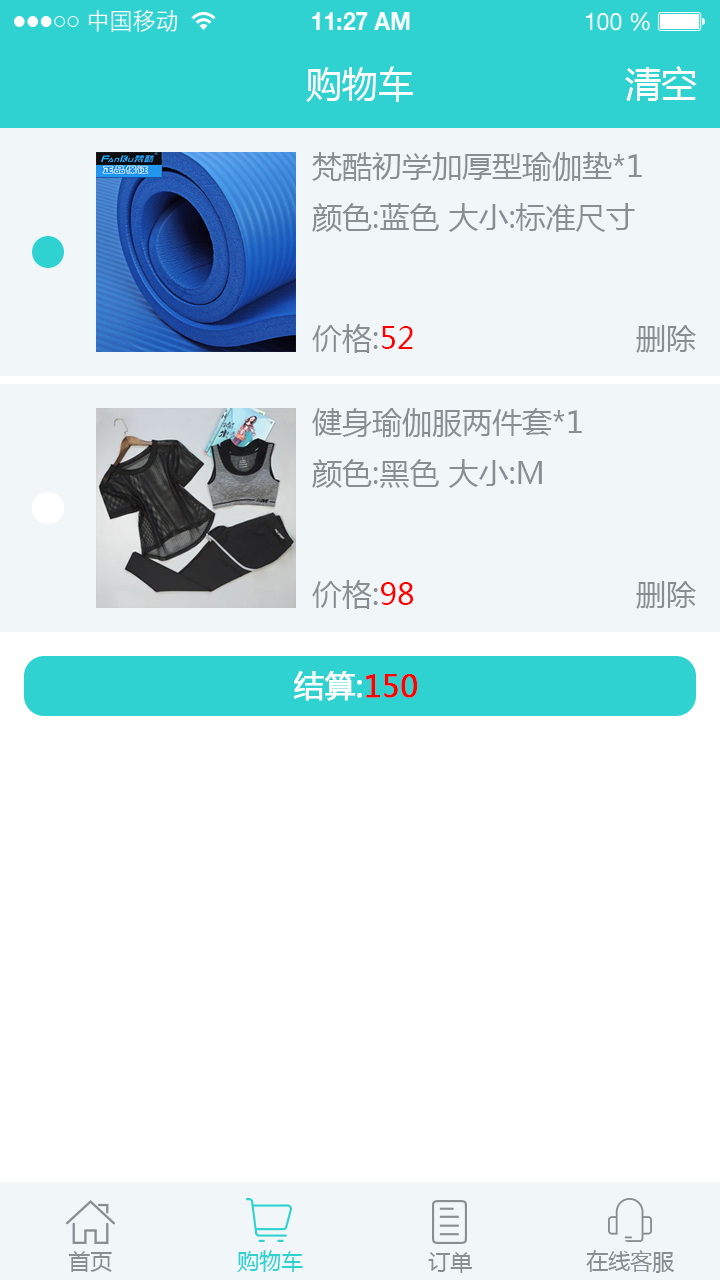 中国移动
11:27 AM
100 %
购物车
清空
FanKu梵酷
正品保证
梵酷初学加厚型瑜伽垫*1
颜色:蓝色 大小:标准尺寸
价格:52
删除
健身瑜伽服两件套*1
颜色:黑色 大小:M
价格:98
删除
结算:150
首页
购物车
订单
在线客服